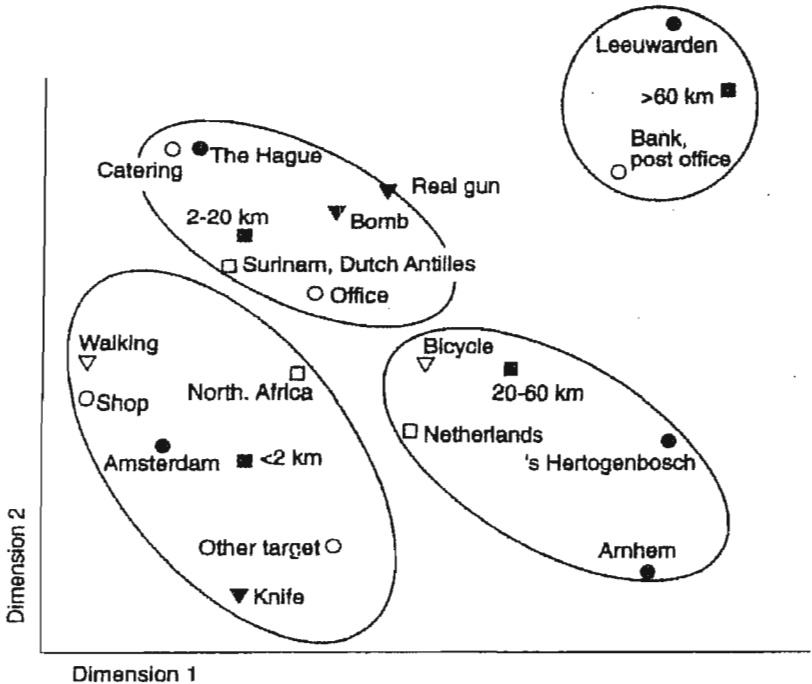 Leeuwarden
>60 km
Bank,
post office
Catering
The Hague
Real gun
Bomb
2-20 km
Surinam, Dutch Antilles
Office
Walking
Bicycle
North. Africa
20-60 km
Shop
Netherlands
Amsterdam
<2 km
's Hertogenbosch
Other target
Arnhem
Knife
Dimension 2
Dimension 1